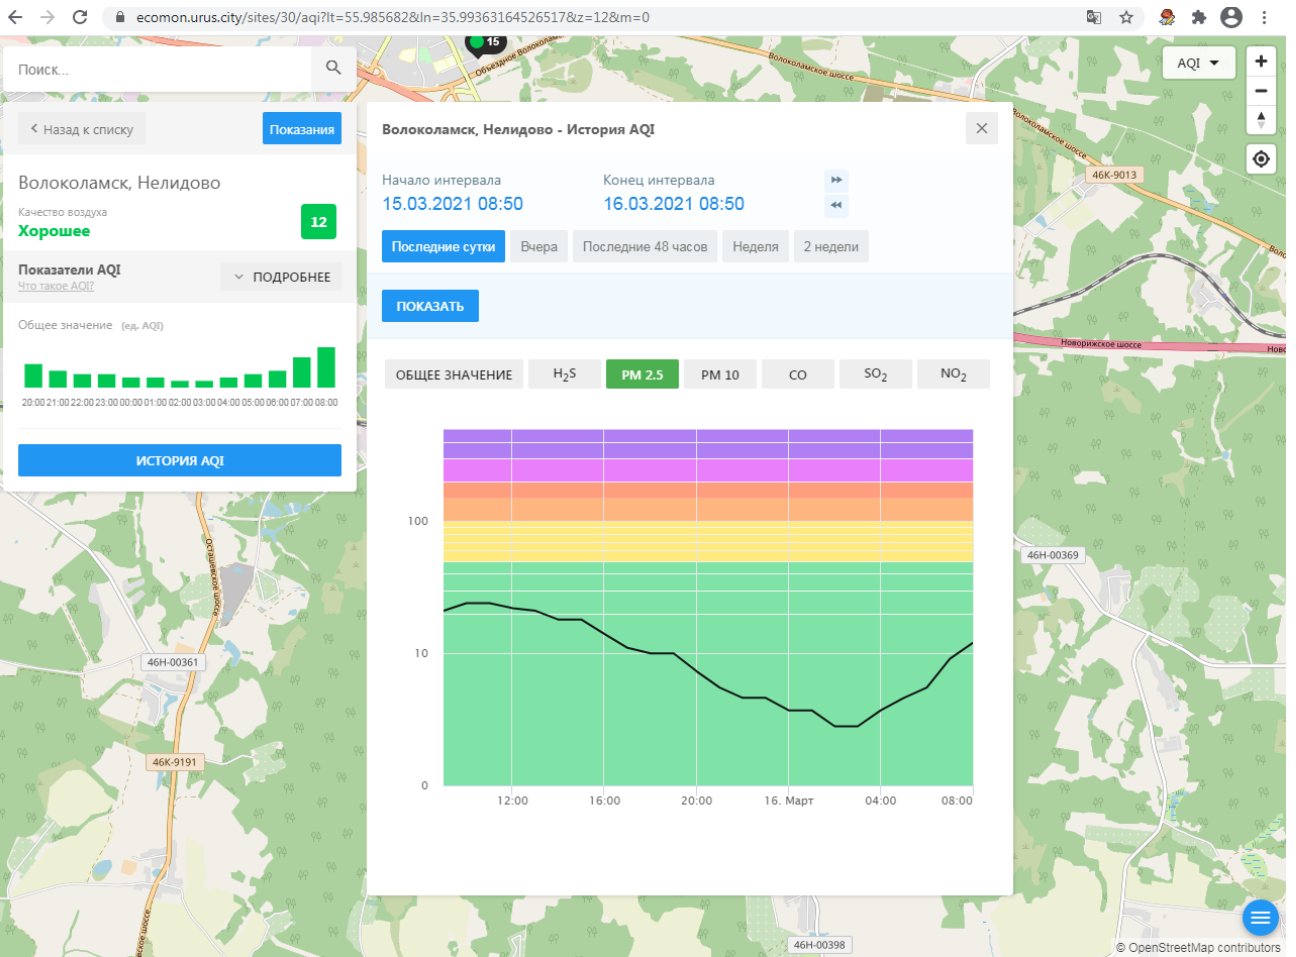 ecomon.urus.city/sites/30/aqi?lt=55.985682&ln=35.99363164526517&z=12&m=0
15
Объездное Волоколам
Волоколамское шоссе
Поиск...
AQI
+
−
Назад к списку
Показания
Волоколамск, Нелидово - История AQI
Волоколамское шоссе
46К-9013
Волоколамск, Нелидово
Качество воздуха
Хорошее
12
Начало интервала
Конец интервала
15.03.2021 08:50
16.03.2021 08:50
Последние сутки
Вчера
Последние 48 часов
Неделя
2 недели
Показатели AQI
Что такое AQI?
ПОДРОБНЕЕ
ПОКАЗАТЬ
Общее значение (ед. AQI)
Новорижское шоссе
Ново
20:00 21:00 22:00 23:00 00:00 01:00 02:00 03:00 04:00 05:00 06:00 07:00 08:00
ОБЩЕЕ ЗНАЧЕНИЕ
H2S
PM 2.5
PM 10
CO
SO2
NO2
ИСТОРИЯ AQI
100
10
0
12:00
16:00
20:00
16. Март
04:00
08:00
Осташёвское шоссе
46Н-00369
46Н-00361
46К-9191
46Н-00398
© OpenStreetMap contributors